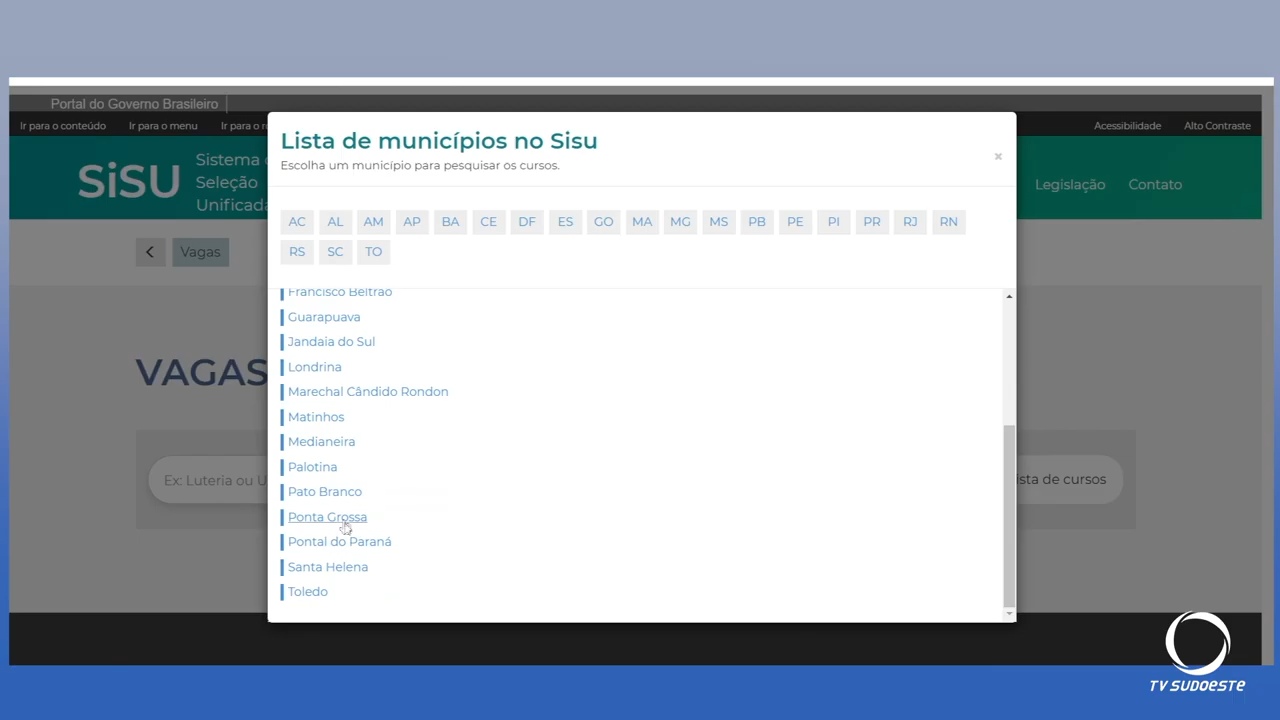 Portal do Governo Brasileiro
Ir para o conteúdo Ir para o menu Ir para o Acessibilidade Alto Contraste
SiSU
Sistema
Seleção
Unificada
Legislação Contato
Lista de municípios no Sisu
Escolha um município para pesquisar os cursos.
×
AC AL AM AP BA CE DF ES GO MA MG MS PB PE PI PR RJ RN
RS SC TO
< Vagas
VAGAS
Ex: Luteria ou
ista de cursos
Francisco Beltrão
Guarapuava
Jandaia do Sul
Londrina
Marechal Cândido Rondon
Matinhos
Medianeira
Palotina
Pato Branco
Ponta Grossa
Pontal do Paraná
Santa Helena
Toledo
TV SUDOESTE